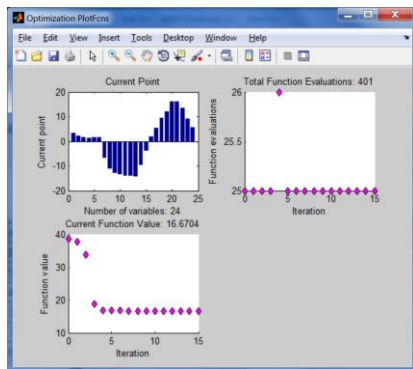 Optimization PlotFcns
File Edit View Insert Tools Desktop Window Help
Current Point
20
10
0
-10
-20
Current point
0 5 10 15 20 25
Number of variables: 24
Total Function Evaluations: 401
26
25.5
25
Function evaluations
0 5 10 15
Iteration
Current Function Value: 16.6704
40
30
20
10
Function value
0 5 10 15
Iteration